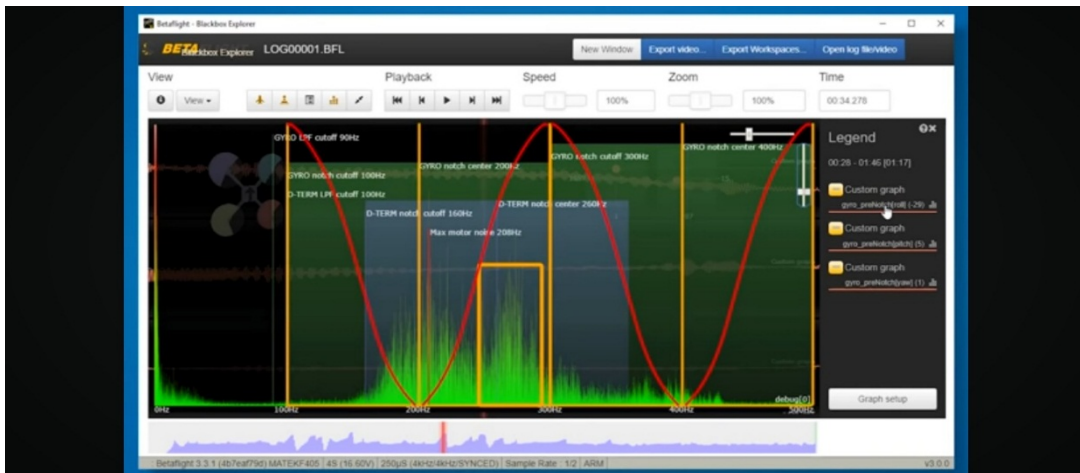 Betaflight - Blackbox Explorer
BETA Blackbox Explorer LOG00001.BFL New Window Export video... Export Workspaces... Open log file/video
View Playback Speed Zoom Time
View 100% 100% 00:34.278
GYRO LPF cutoff 90Hz
GYRO notch center 400Hz
GYRO notch cutoff 300Hz
GYRO notch center 200Hz
GYRO notch cutoff 100Hz
D-TERM LPF cutoff 100Hz
D-TERM notch center 260Hz
D-TERM notch cutoff 160Hz
Max motor noise 208Hz
debug[0]
0Hz 100Hz 200Hz 300Hz 400Hz 500Hz
Legend
00:28 - 01:46 [01:17]
Custom graph
gyro_preNotch[roll] (-29)
Custom graph
gyro_preNotch[pitch] (5)
Custom graph
gyro_preNotch[yaw] (1)
Graph setup
Betaflight 3.3.1 (4b7eaf79d) MATEKF405 4S (16.60V) 250µS (4kHz/4kHz/SYNCED) Sample Rate : 1/2 ARM v3.0.0